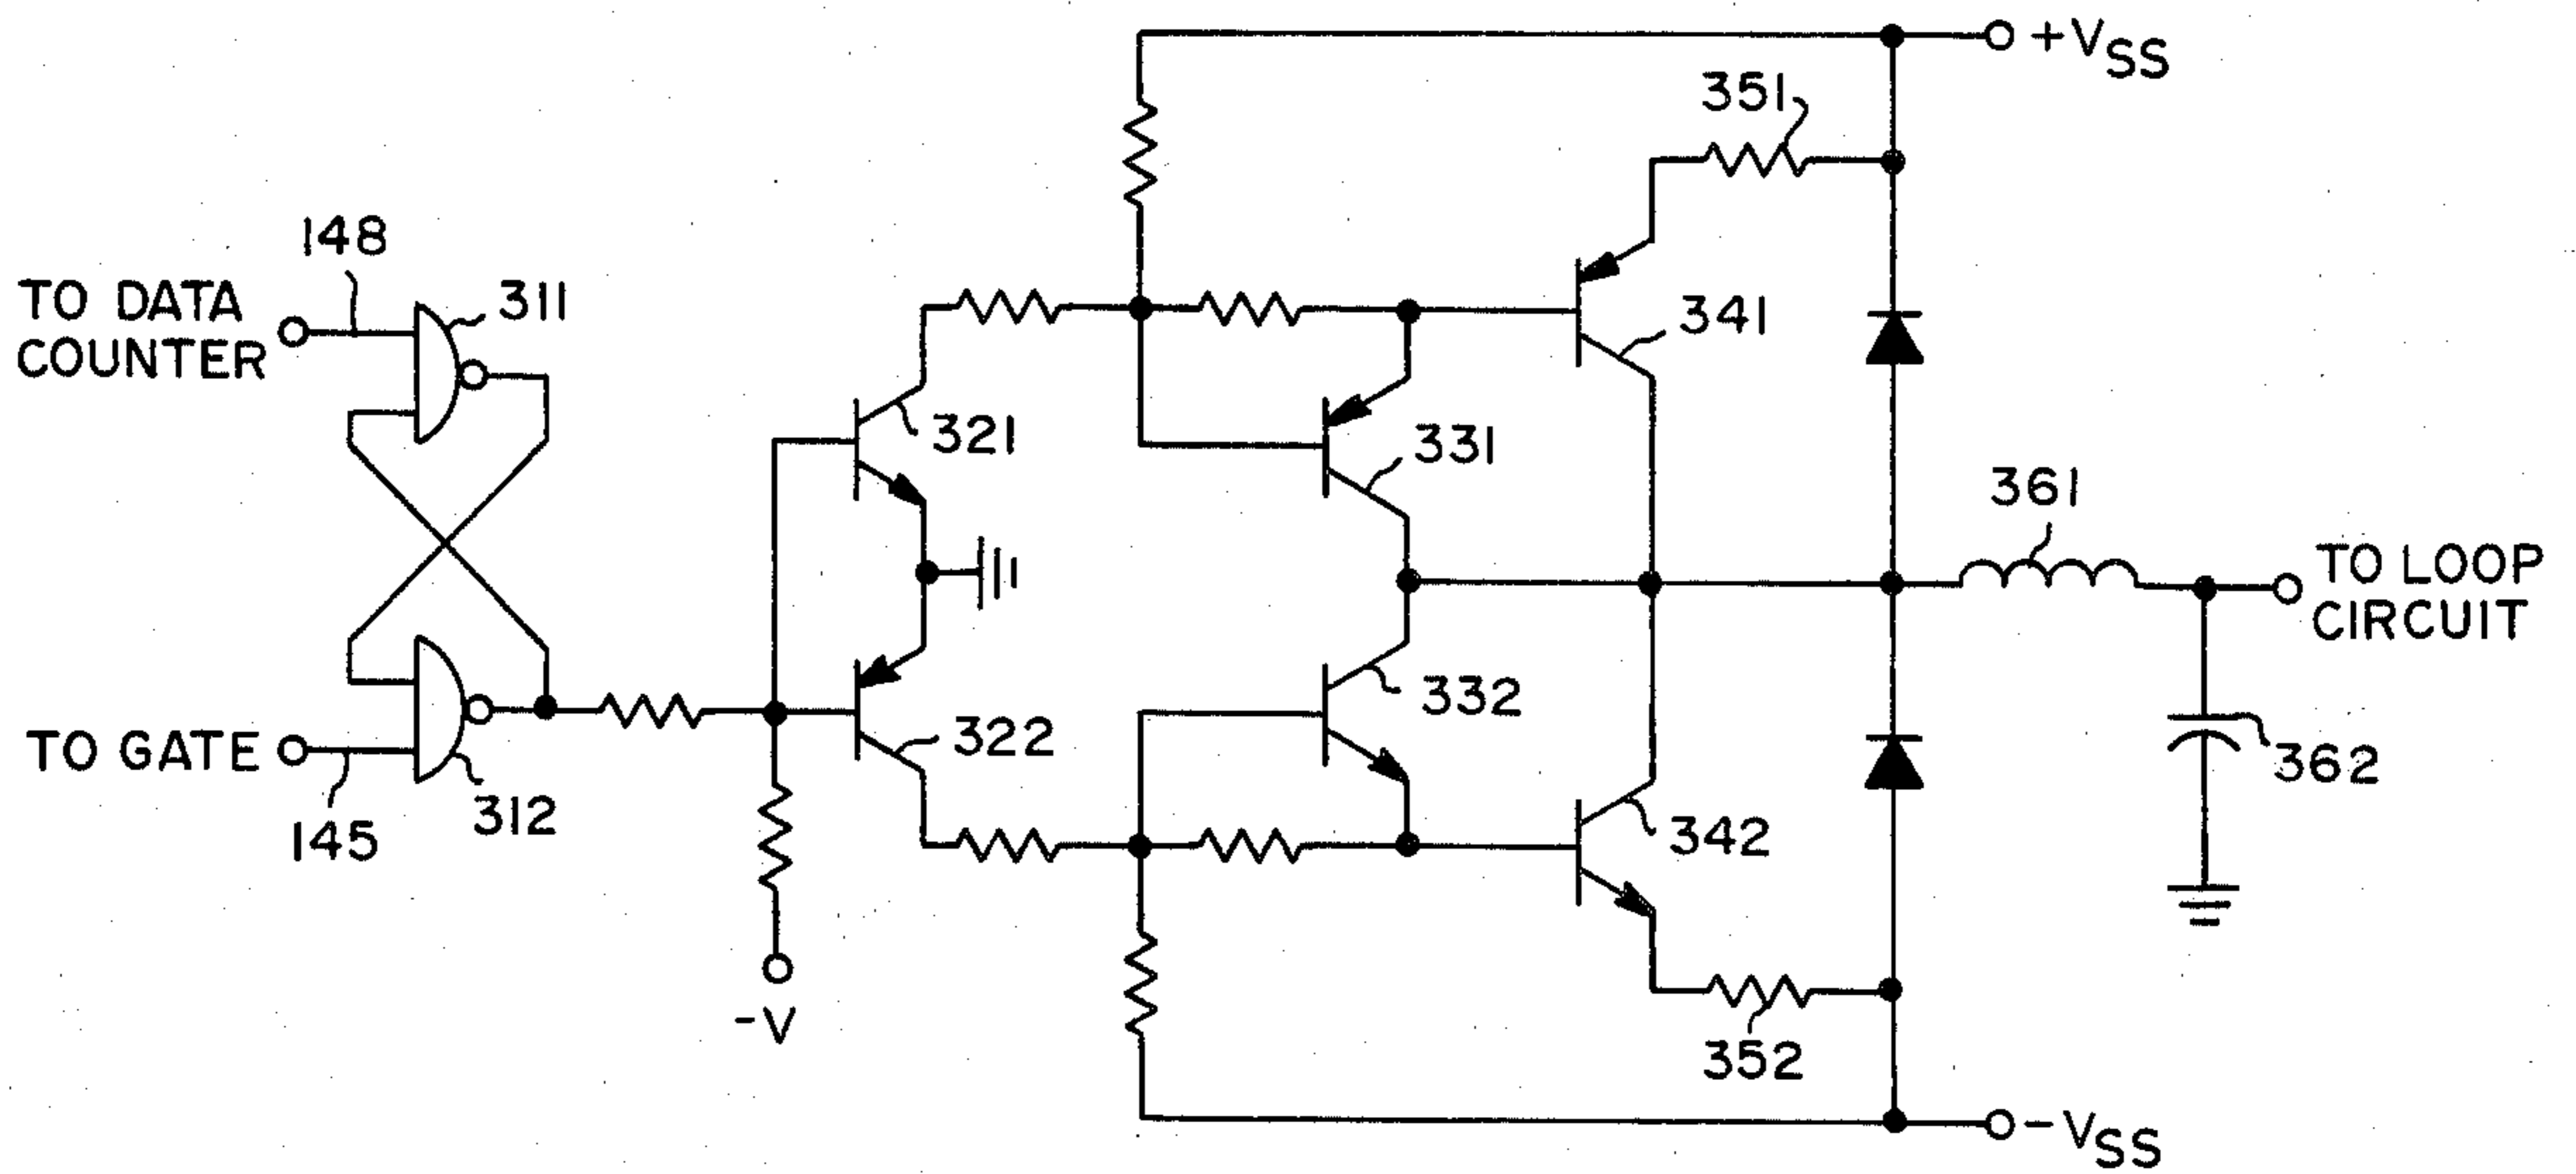 +VSS
351
148
311
TO DATA
COUNTER
341
321
331
361
TO LOOP
CIRCUIT
332
322
TO GATE
362
312
145
342
-V
352
-VSS